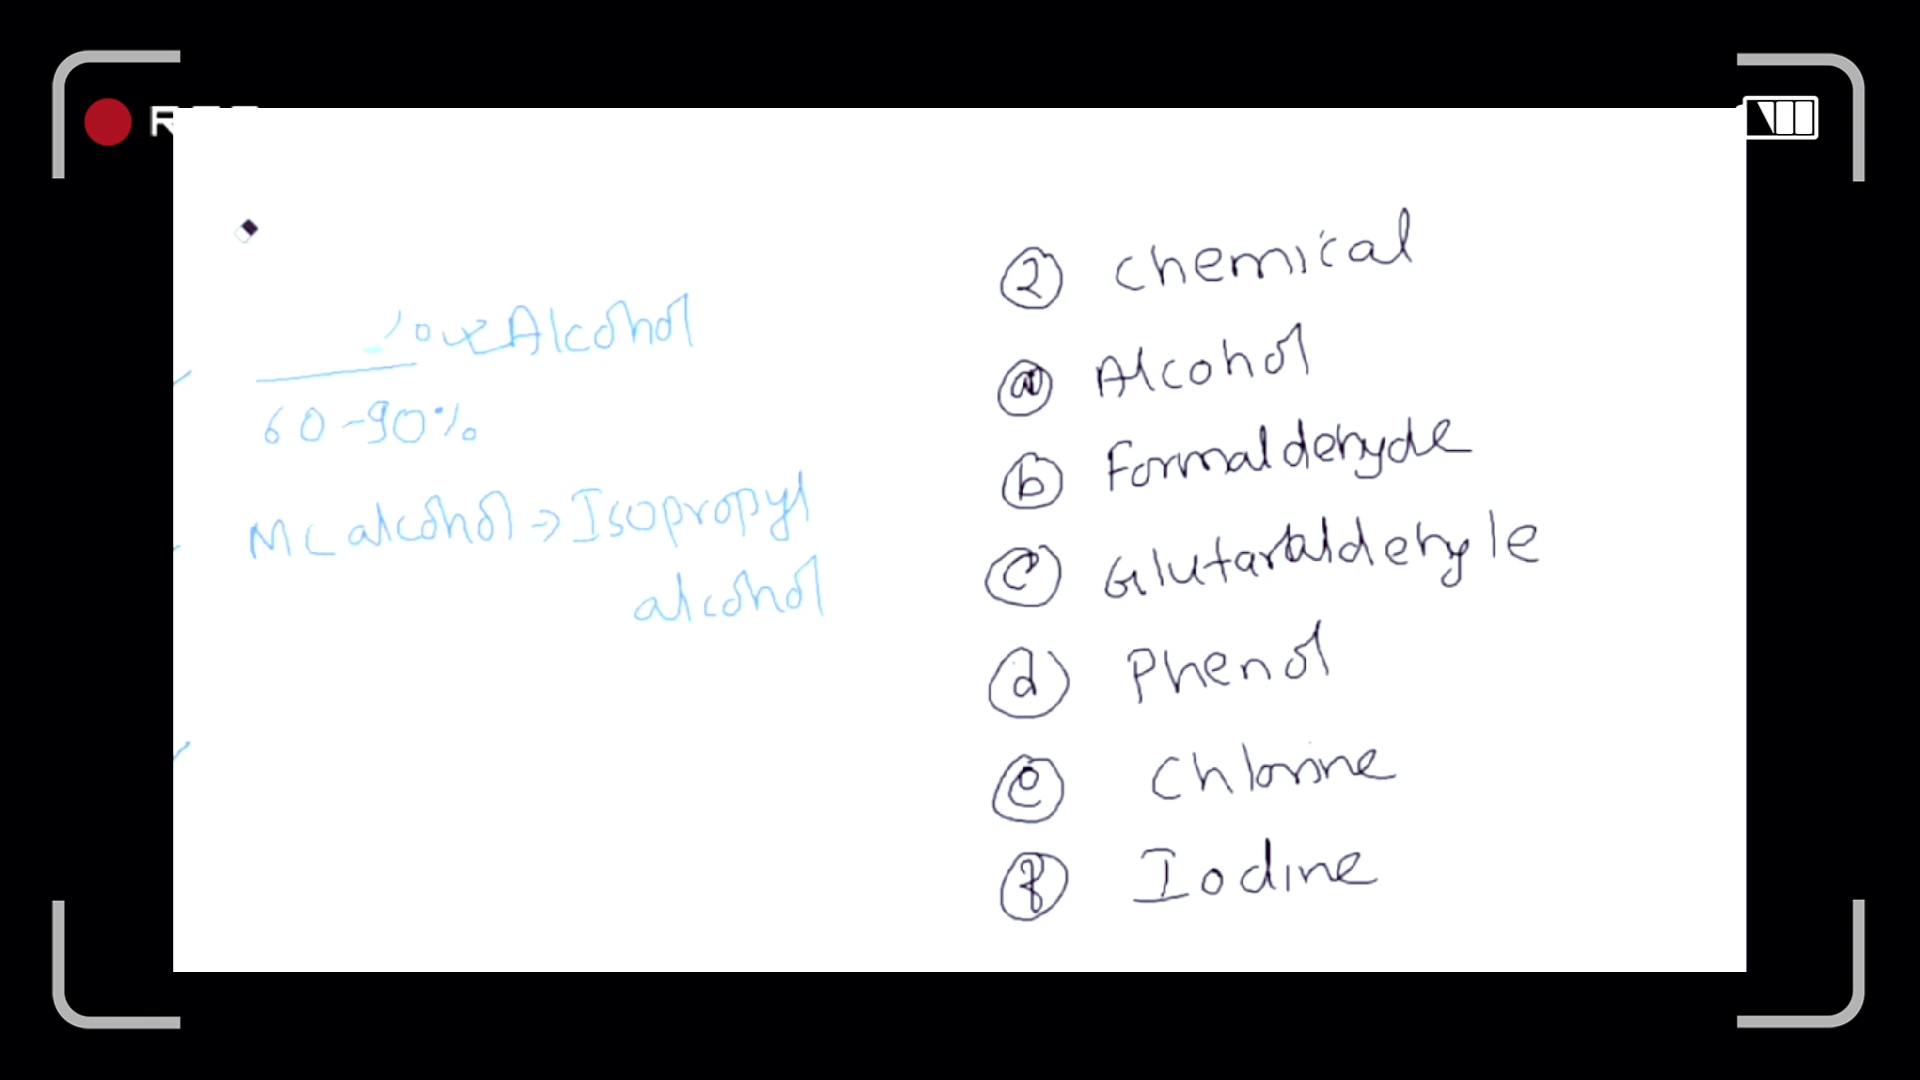 Alcohol
60-90%
MC alcohol → Isopropyl
alcohol
② Chemical
ⓐ Alcohol
ⓑ Formaldehyde
ⓒ Glutaraldehyle
ⓓ Phenol
ⓔ Chlorine
ⓕ Iodine